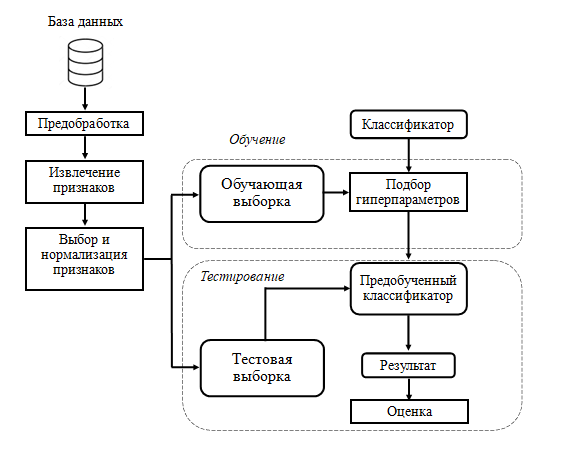 База данных
Предобработка
Извлечение
признаков
Выбор и
нормализация
признаков
Обучение
Классификатор
Обучающая
выборка
Подбор
гиперпараметров
Тестирование
Предобученный
классификатор
Тестовая
выборка
Результат
Оценка